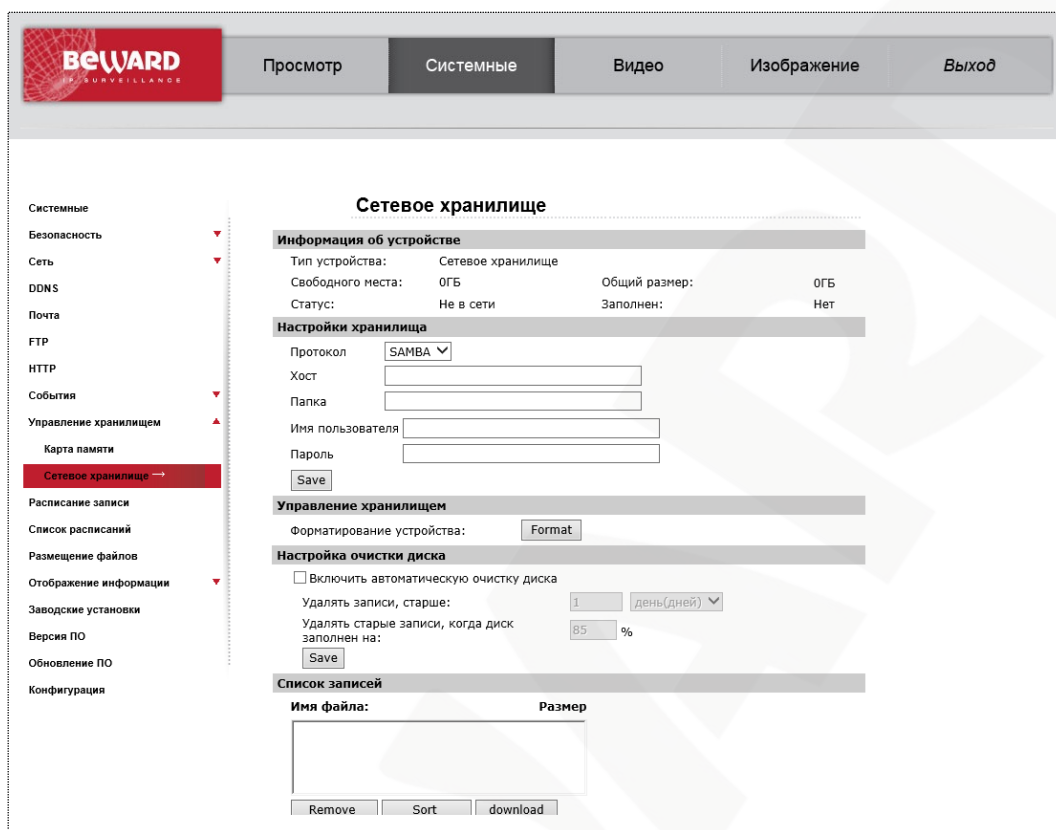 BEWARD
IP SURVEILLANCE
Просмотр
Системные
Видео
Изображение
Выход
Системные
Безопасность
Сеть
DDNS
Почта
FTP
HTTP
События
Управление хранилищем
Карта памяти
Сетевое хранилище →
Расписание записи
Список расписаний
Размещение файлов
Отображение информации
Заводские установки
Версия ПО
Обновление ПО
Конфигурация
Сетевое хранилище
Информация об устройстве
Тип устройства: Сетевое хранилище
Свободного места: 0ГБ Общий размер: 0ГБ
Статус: Не в сети Заполнен: Нет
Настройки хранилища
Протокол SAMBA
Хост
Папка
Имя пользователя
Пароль
Save
Управление хранилищем
Форматирование устройства: Format
Настройка очистки диска
Включить автоматическую очистку диска
Удалять записи, старше: 1 день(дней)
Удалять старые записи, когда диск
заполнен на: 85 %
Save
Список записей
Имя файла: Размер
Remove Sort download